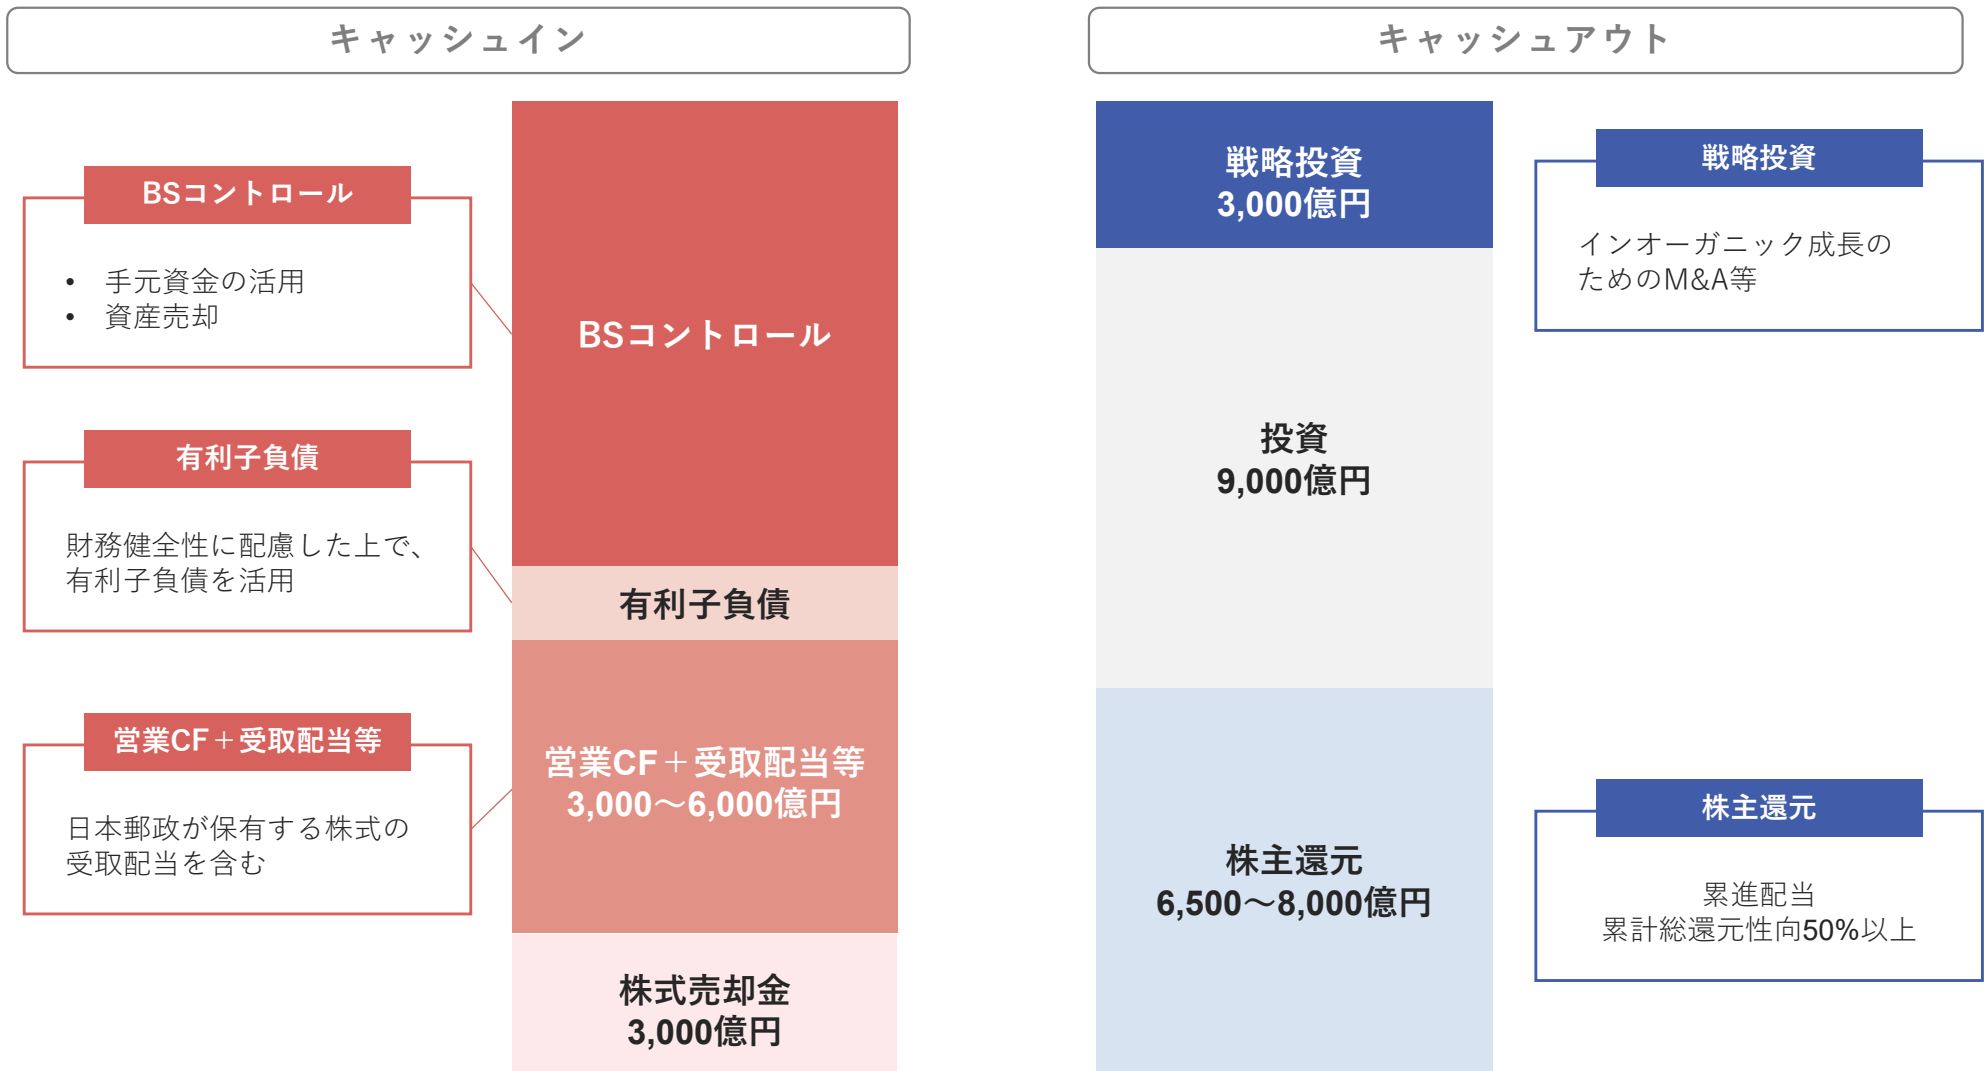 キャッシュイン
BSコントロール
• 手元資金の活用
• 資産売却
有利子負債
財務健全性に配慮した上で、
有利子負債を活用
営業CF＋受取配当等
日本郵政が保有する株式の
受取配当を含む
BSコントロール
有利子負債
営業CF＋受取配当等
3,000～6,000億円
株式売却金
3,000億円
キャッシュアウト
戦略投資
3,000億円
投資
9,000億円
株主還元
6,500～8,000億円
戦略投資
インオーガニック成長の
ためのM&A等
株主還元
累進配当
累計総還元性向50%以上